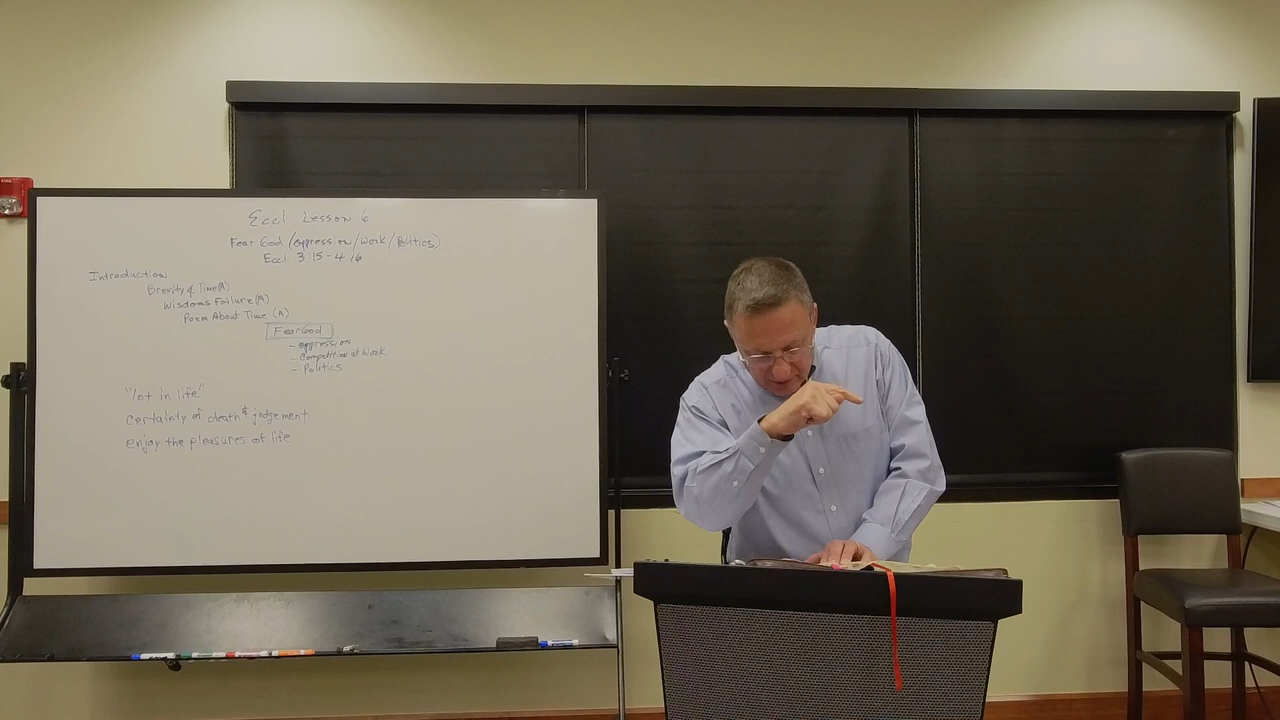 Eccl Lesson 6
Fear God (oppression/Work/Politics)
Eccl 3:15-4:16
Introduction
Brevity of Time (A)
Wisdoms Failure (A)
Poem About Time (A)
Fear God
- oppression
- Competition at Work
- Politics
"lot in life"
Certainty of death & judgement
enjoy the pleasures of life
FIRE